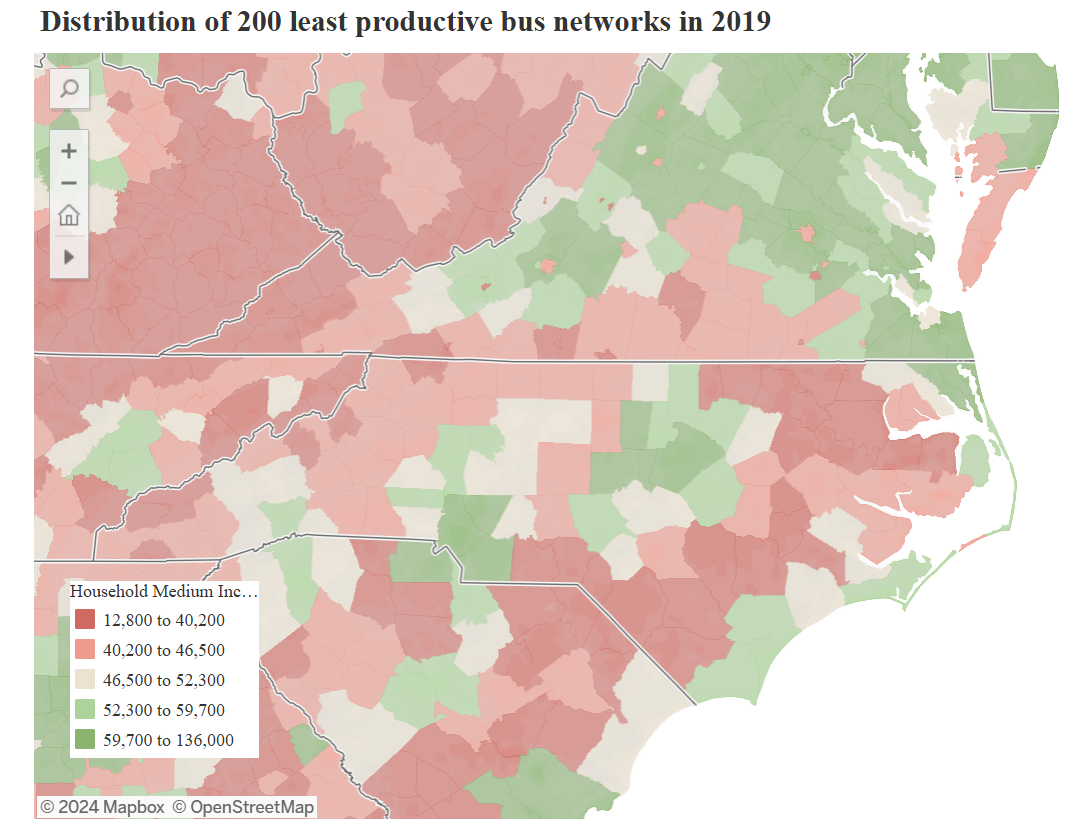 Distribution of 200 least productive bus networks in 2019
Household Medium Inc...
12,800 to 40,200
40,200 to 46,500
46,500 to 52,300
52,300 to 59,700
59,700 to 136,000
© 2024 Mapbox © OpenStreetMap